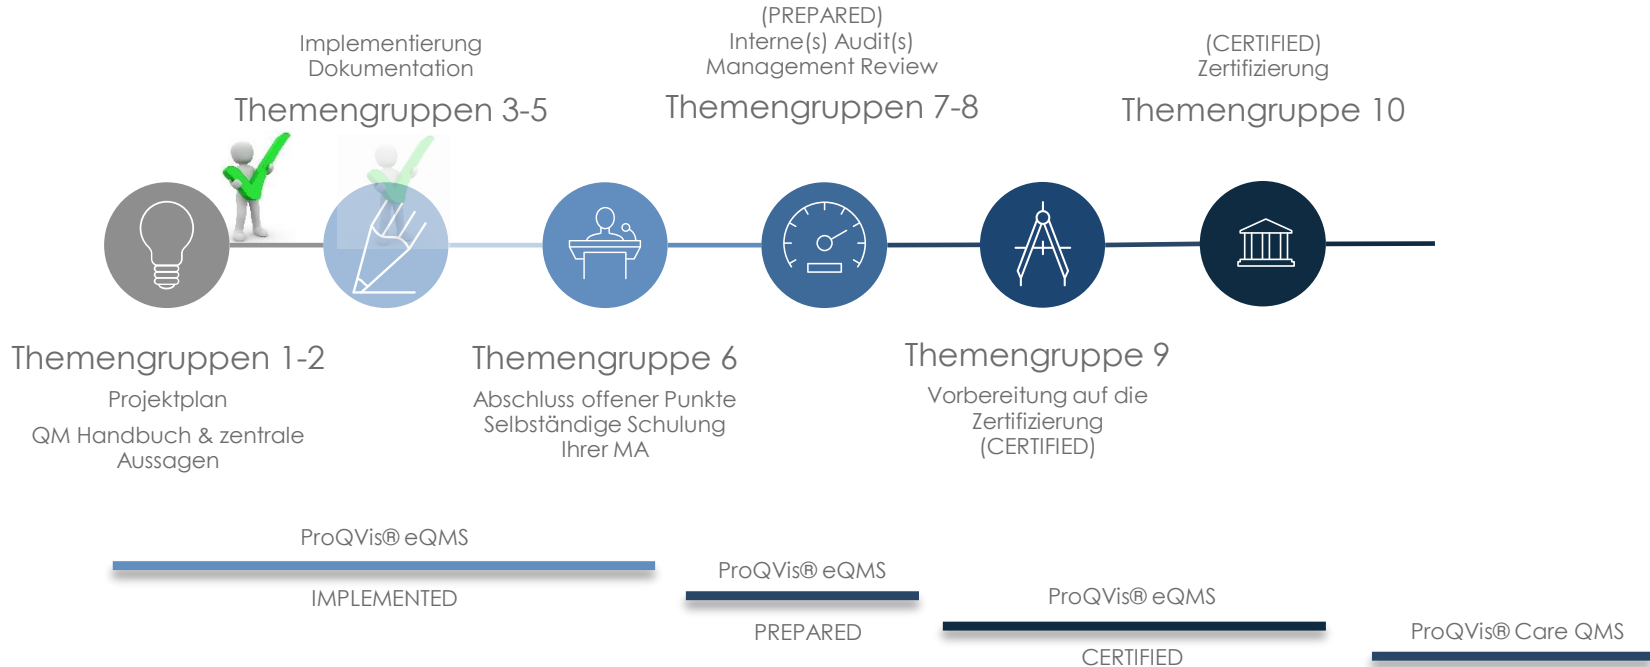 (PREPARED)
Implementierung
Dokumentation
Themengruppen 3-5
Interne(s) Audit(s)
Management Review
Themengruppen 7-8
(CERTIFIED)
Zertifizierung
Themengruppe 10
Themengruppen 1-2
Projektplan
QM Handbuch & zentrale
Aussagen
Themengruppe 6
Abschluss offener Punkte
Selbständige Schulung
Ihrer MA
Themengruppe 9
Vorbereitung auf die
Zertifizierung
(CERTIFIED)
ProQVis® eQMS
IMPLEMENTED
ProQVis® eQMS
PREPARED
ProQVis® eQMS
CERTIFIED
ProQVis® Care QMS